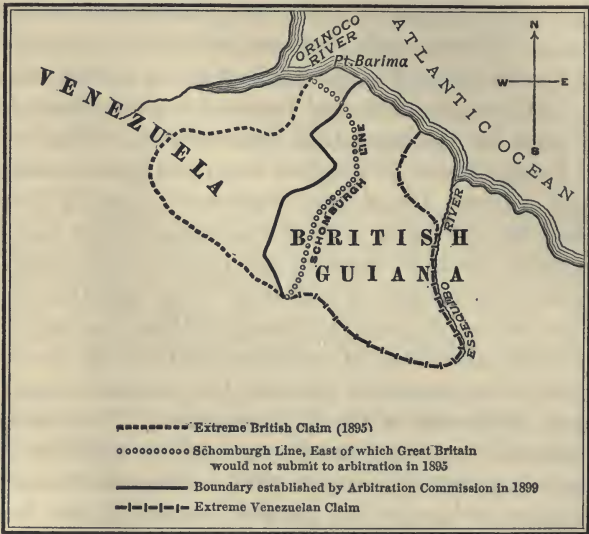 N
W E
S
ATLANTIC OCEAN
ORINOCO
RIVER
Pt.Barima
VENEZUELA
SCHOMBURGH LINE
BRITISH
GUIANA
ESSEQUIBO RIVER
Extreme British Claim (1895)
Schomburgh Line, East of which Great Britain
would not submit to arbitration in 1895
Boundary established by Arbitration Commission in 1899
Extreme Venezuelan Claim